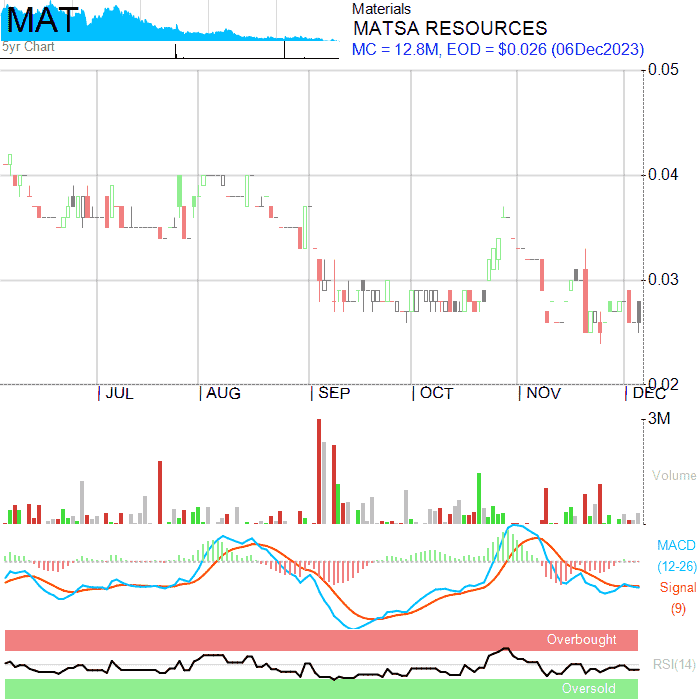 MAT
5yr Chart
Materials
MATSA RESOURCES
MC = 12.8M, EOD = $0.026 (06Dec2023)
0.05
0.04
0.03
0.02
JUL AUG SEP OCT NOV DEC
3M
Volume
MACD
(12-26)
Signal
(9)
Overbought
RSI(14)
Oversold